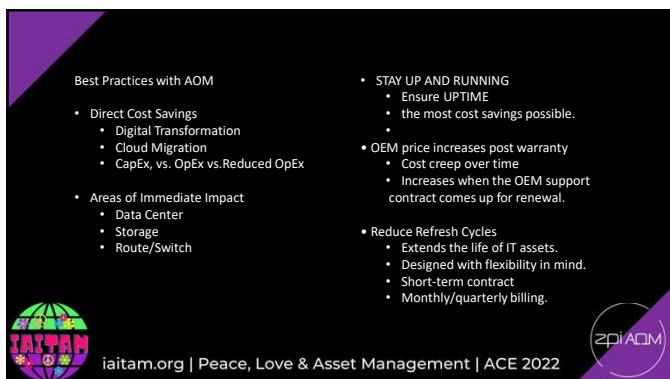 Best Practices with AOM
• Direct Cost Savings
• Digital Transformation
• Cloud Migration
• CapEx, vs. OpEx vs.Reduced OpEx
• Areas of Immediate Impact
• Data Center
• Storage
• Route/Switch
• STAY UP AND RUNNING
• Ensure UPTIME
• the most cost savings possible.
•
• OEM price increases post warranty
• Cost creep over time
• Increases when the OEM support
contract comes up for renewal.
• Reduce Refresh Cycles
• Extends the life of IT assets.
• Designed with flexibility in mind.
• Short-term contract
• Monthly/quarterly billing.
IAITAM
iaitam.org | Peace, Love & Asset Management | ACE 2022
zpi AOM